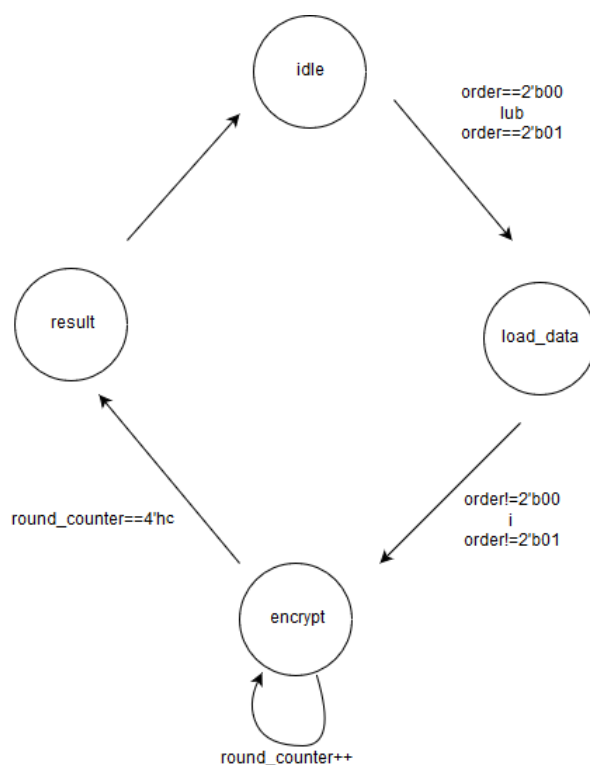 idle
order==2'b00
lub
order==2'b01
result
load_data
order!=2'b00
i
order!=2'b01
round_counter==4'hc
encrypt
round_counter++